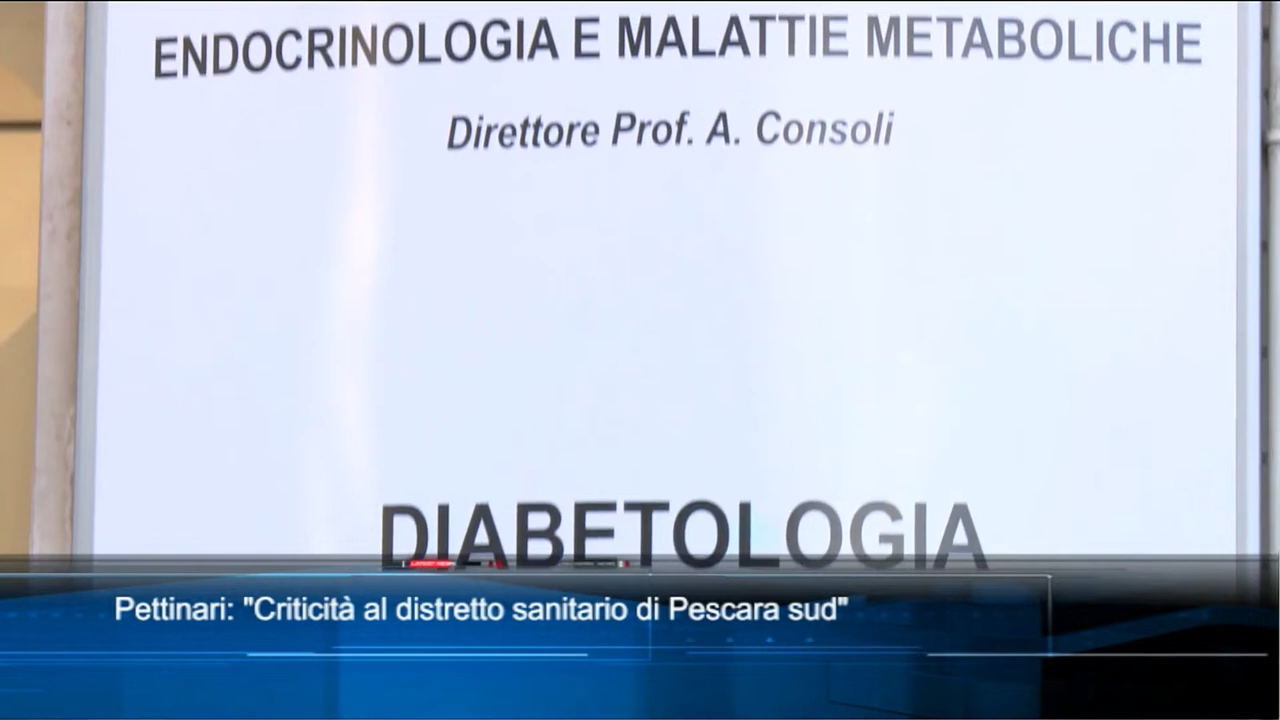 ENDOCRINOLOGIA E MALATTIE METABOLICHE
Direttore Prof. A. Consoli
DIABETOLOGIA
Pettinari: "Criticità al distretto sanitario di Pescara sud"